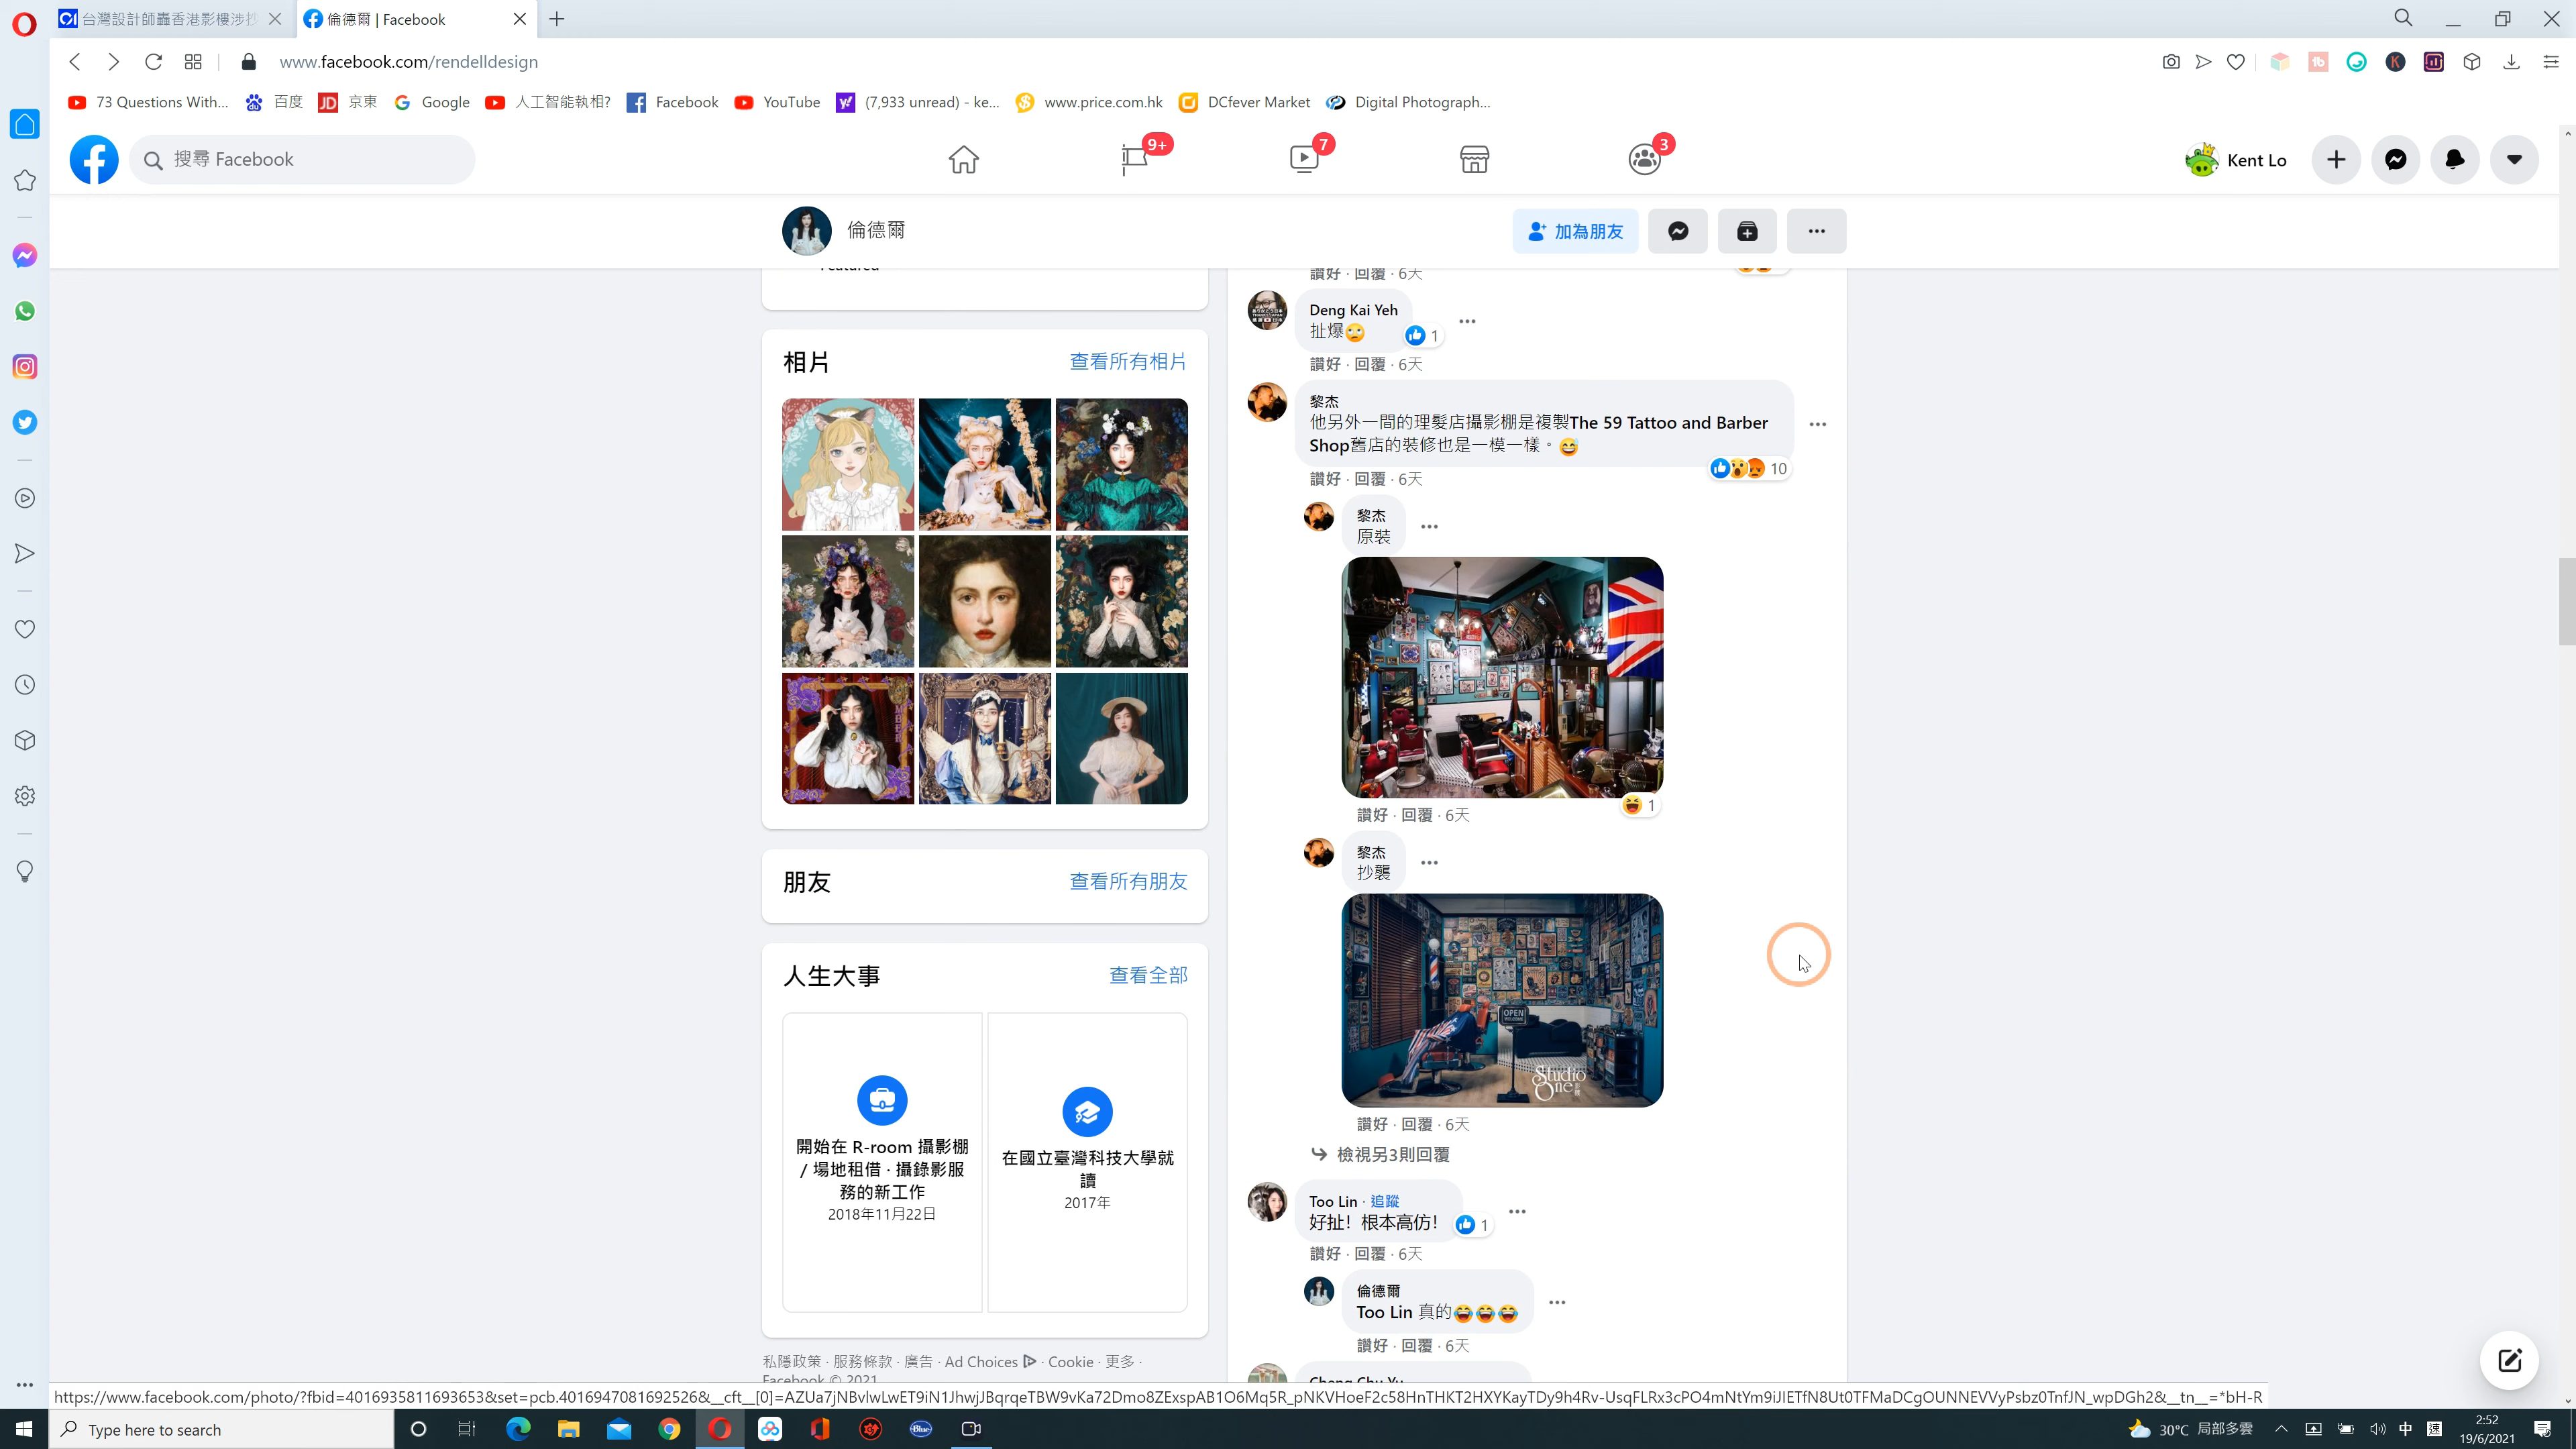 台灣設計師轟香港影樓涉抄
倫德爾 | Facebook
www.facebook.com/rendelldesign
73 Questions With...
百度
JD 京東
Google
人工智能執相?
Facebook
YouTube
(7,933 unread) - ke...
www.price.com.hk
DCfever Market
Digital Photograph...
搜尋 Facebook
9+
7
3
Kent Lo
倫德爾
加為朋友
Featured
相片
查看所有相片
朋友
查看所有朋友
人生大事
查看全部
開始在 R-room 攝影棚
/ 場地租借 · 攝錄影服
務的新工作
2018年11月22日
在國立臺灣科技大學就
讀
2017年
私隱政策 · 服務條款 · 廣告 · Ad Choices · Cookie · 更多 ·
Facebook © 2021
讚好 · 回覆 · 6天
Deng Kai Yeh
扯爆🙄
1
讚好 · 回覆 · 6天
黎杰
他另外一間的理髮店攝影棚是複製The 59 Tattoo and Barber
Shop舊店的裝修也是一模一樣。😅
10
讚好 · 回覆 · 6天
黎杰
原裝
1
讚好 · 回覆 · 6天
黎杰
抄襲
OPEN
Studio
One
讚好 · 回覆 · 6天
檢視另3則回覆
Too Lin · 追蹤
好扯！根本高仿！
1
讚好 · 回覆 · 6天
倫德爾
Too Lin 真的😂😂😂
讚好 · 回覆 · 6天
Cheng Chu Yu
Type here to search
30°C 局部多雲
中
速
2:52
19/6/2021